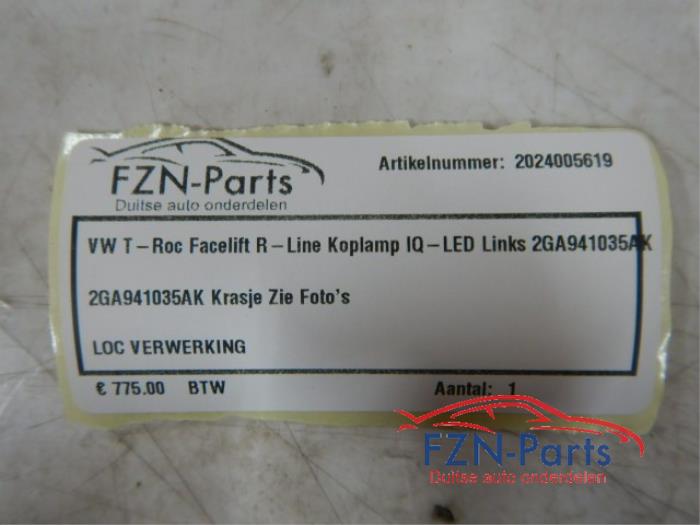 FZN-Parts
Duitse auto onderdelen
Artikelnummer: 2024005619
VW T-Roc Facelift R-Line Koplamp IQ-LED Links 2GA941035AK
2GA941035AK Krasje Zie Foto's
LOC VERWERKING
€ 775.00 BTW Aantal: 1
FZN-Parts
Duitse auto onderdelen